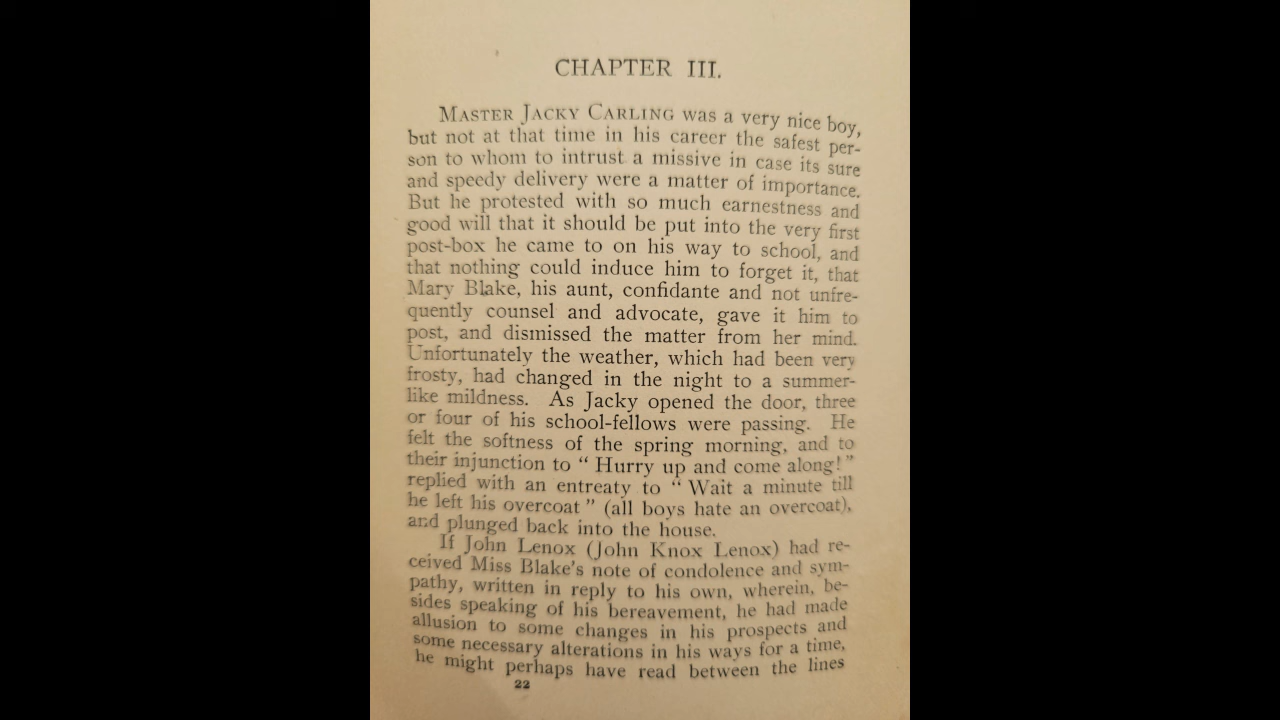 CHAPTER III.
MASTER JACKY CARLING was a very nice boy,
but not at that time in his career the safest per-
son to whom to intrust a missive in case its sure
and speedy delivery were a matter of importance.
But he protested with so much earnestness and
good will that it should be put into the very first
post-box he came to on his way to school, and
that nothing could induce him to forget it, that
Mary Blake, his aunt, confidante and not unfre-
quently counsel and advocate, gave it him to
post, and dismissed the matter from her mind.
Unfortunately the weather, which had been very
frosty, had changed in the night to a summer-
like mildness. As Jacky opened the door, three
or four of his school-fellows were passing. He
felt the softness of the spring morning, and to
their injunction to “ Hurry up and come along! ”
replied with an entreaty to “ Wait a minute till
he left his overcoat ” (all boys hate an overcoat),
and plunged back into the house.
If John Lenox (John Knox Lenox) had re-
ceived Miss Blake’s note of condolence and sym-
pathy, written in reply to his own, wherein, be-
sides speaking of his bereavement, he had made
allusion to some changes in his prospects and
some necessary alterations in his ways for a time,
he might perhaps have read between the lines
22